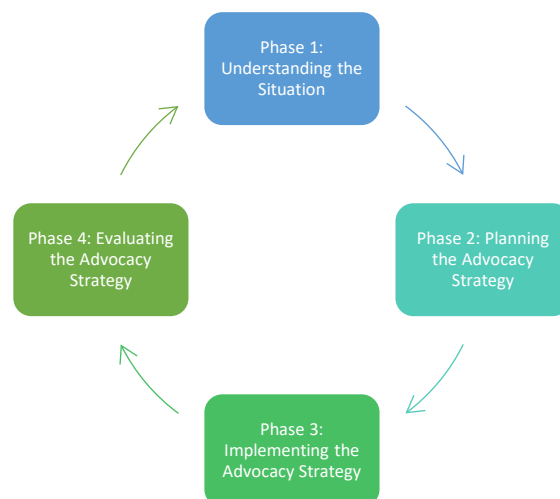 Phase 1:
Understanding the
Situation
Phase 2: Planning
the Advocacy
Strategy
Phase 3:
Implementing the
Advocacy Strategy
Phase 4: Evaluating
the Advocacy
Strategy